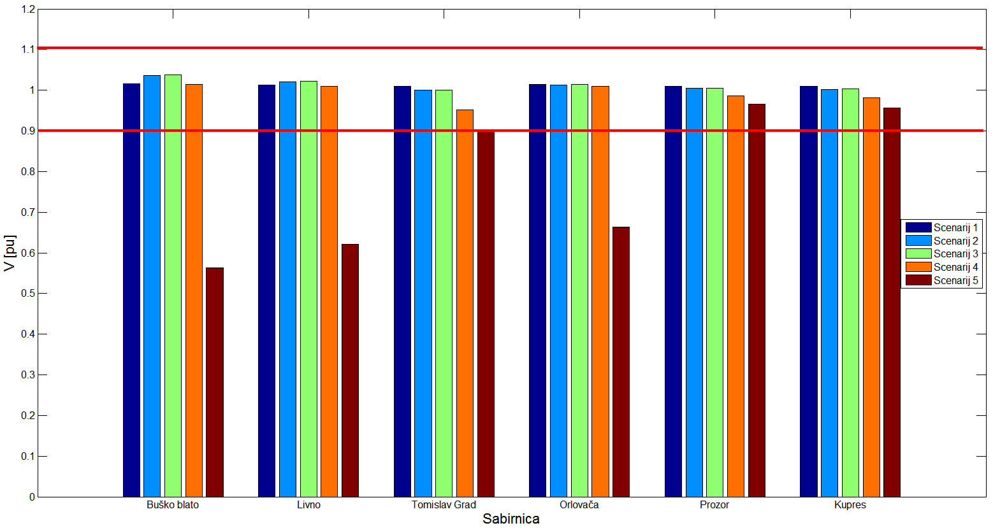 1.2
1.1
1
0.9
0.8
0.7
0.6
0.5
0.4
0.3
0.2
0.1
0
V [pu]
Scenarij 1
Scenarij 2
Scenarij 3
Scenarij 4
Scenarij 5
Buško blato Livno Tomislav Grad Orlovača Prozor Kupres
Sabirnica